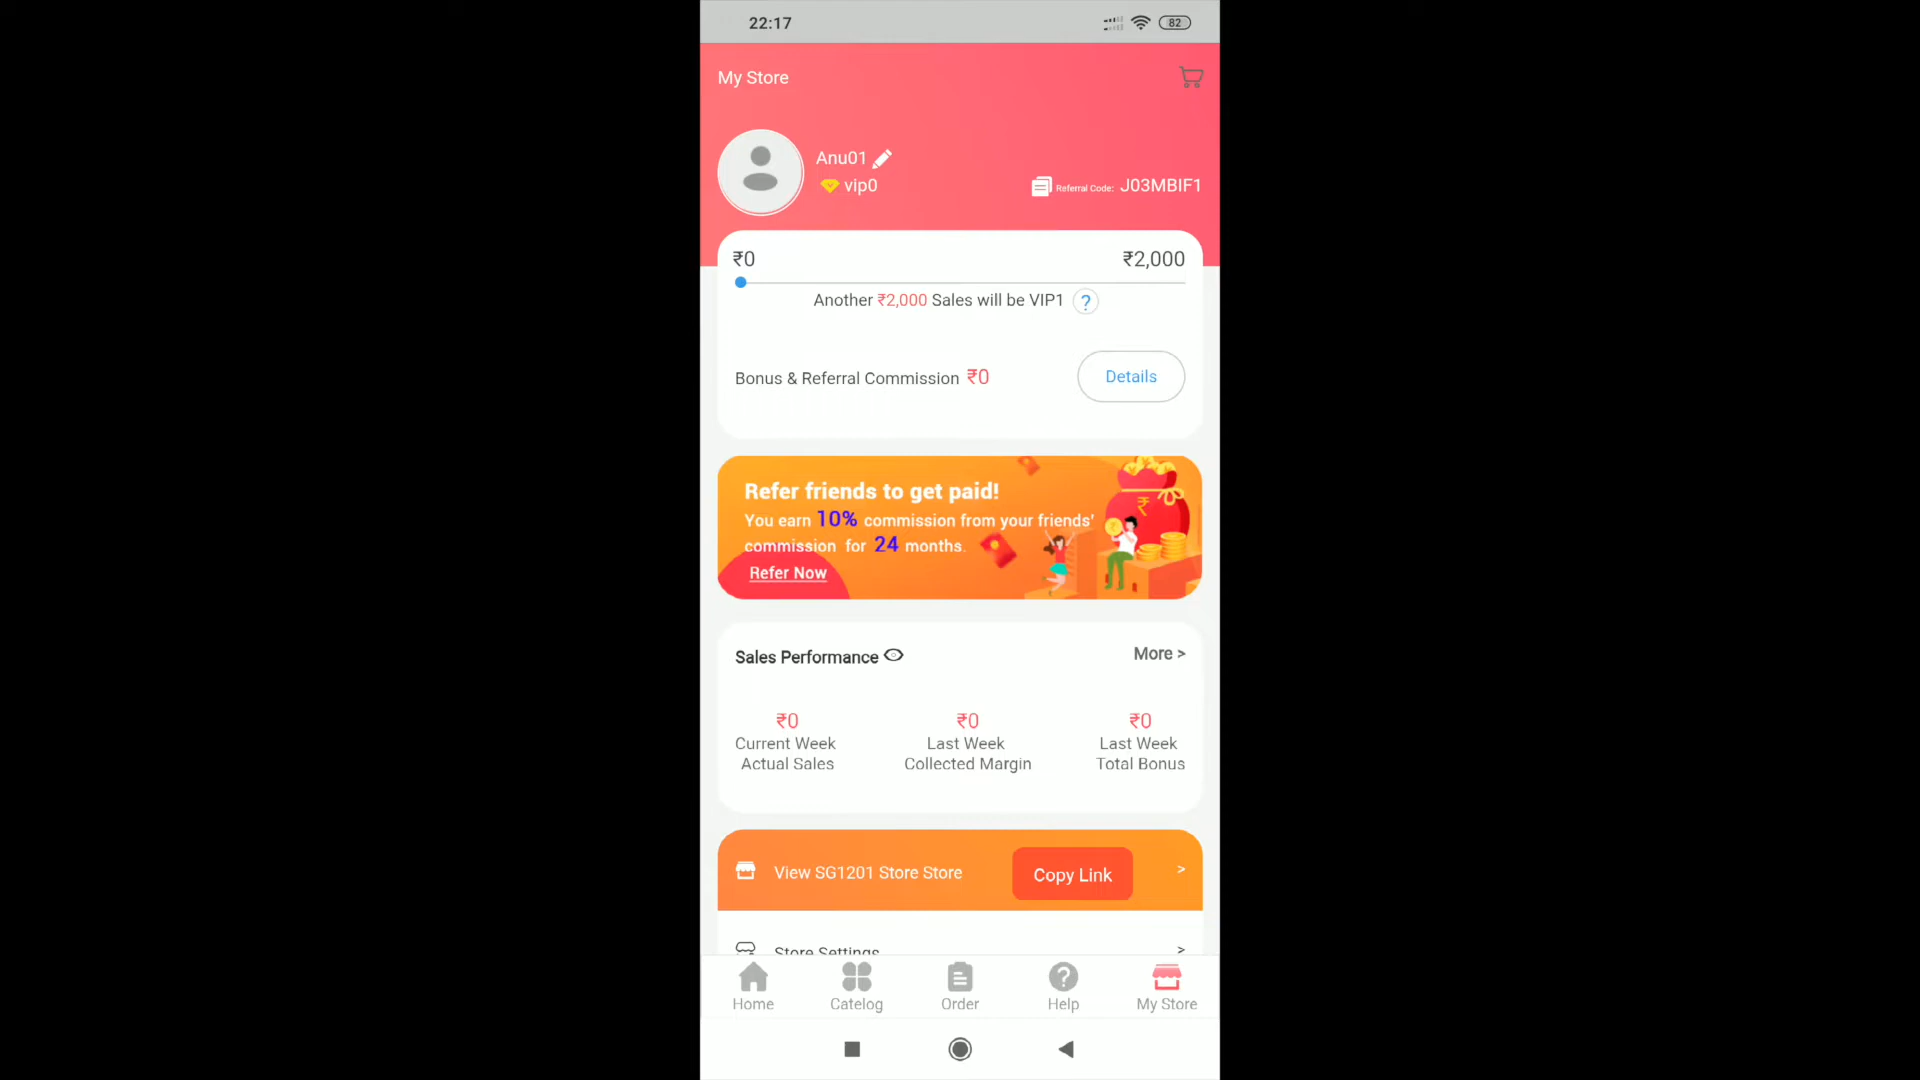 22:17
82
My Store
Anu01
vip0
Referral Code: J03MBIF1
₹0
₹2,000
Another ₹2,000 Sales will be VIP1 ?
Bonus & Referral Commission ₹0
Details
Refer friends to get paid!
You earn 10% commission from your friends'
commission for 24 months.
Refer Now
Sales Performance
More >
₹0
Current Week
Actual Sales
₹0
Last Week
Collected Margin
₹0
Last Week
Total Bonus
View SG1201 Store Store
Copy Link
>
Store Settings
>
Home
Catelog
Order
Help
My Store